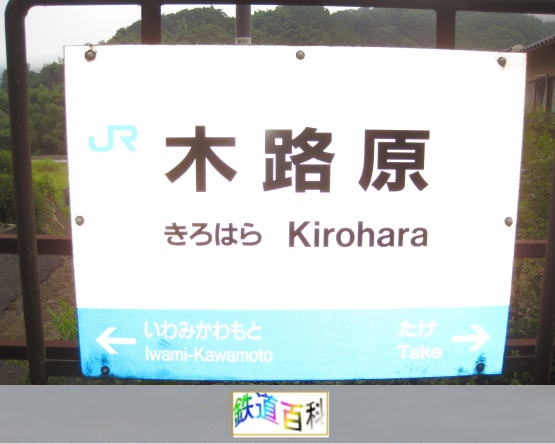 JR 木路原
きろはら Kirohara
いわみかわもと たけ
Iwami-Kawamoto Take
鉄道百科